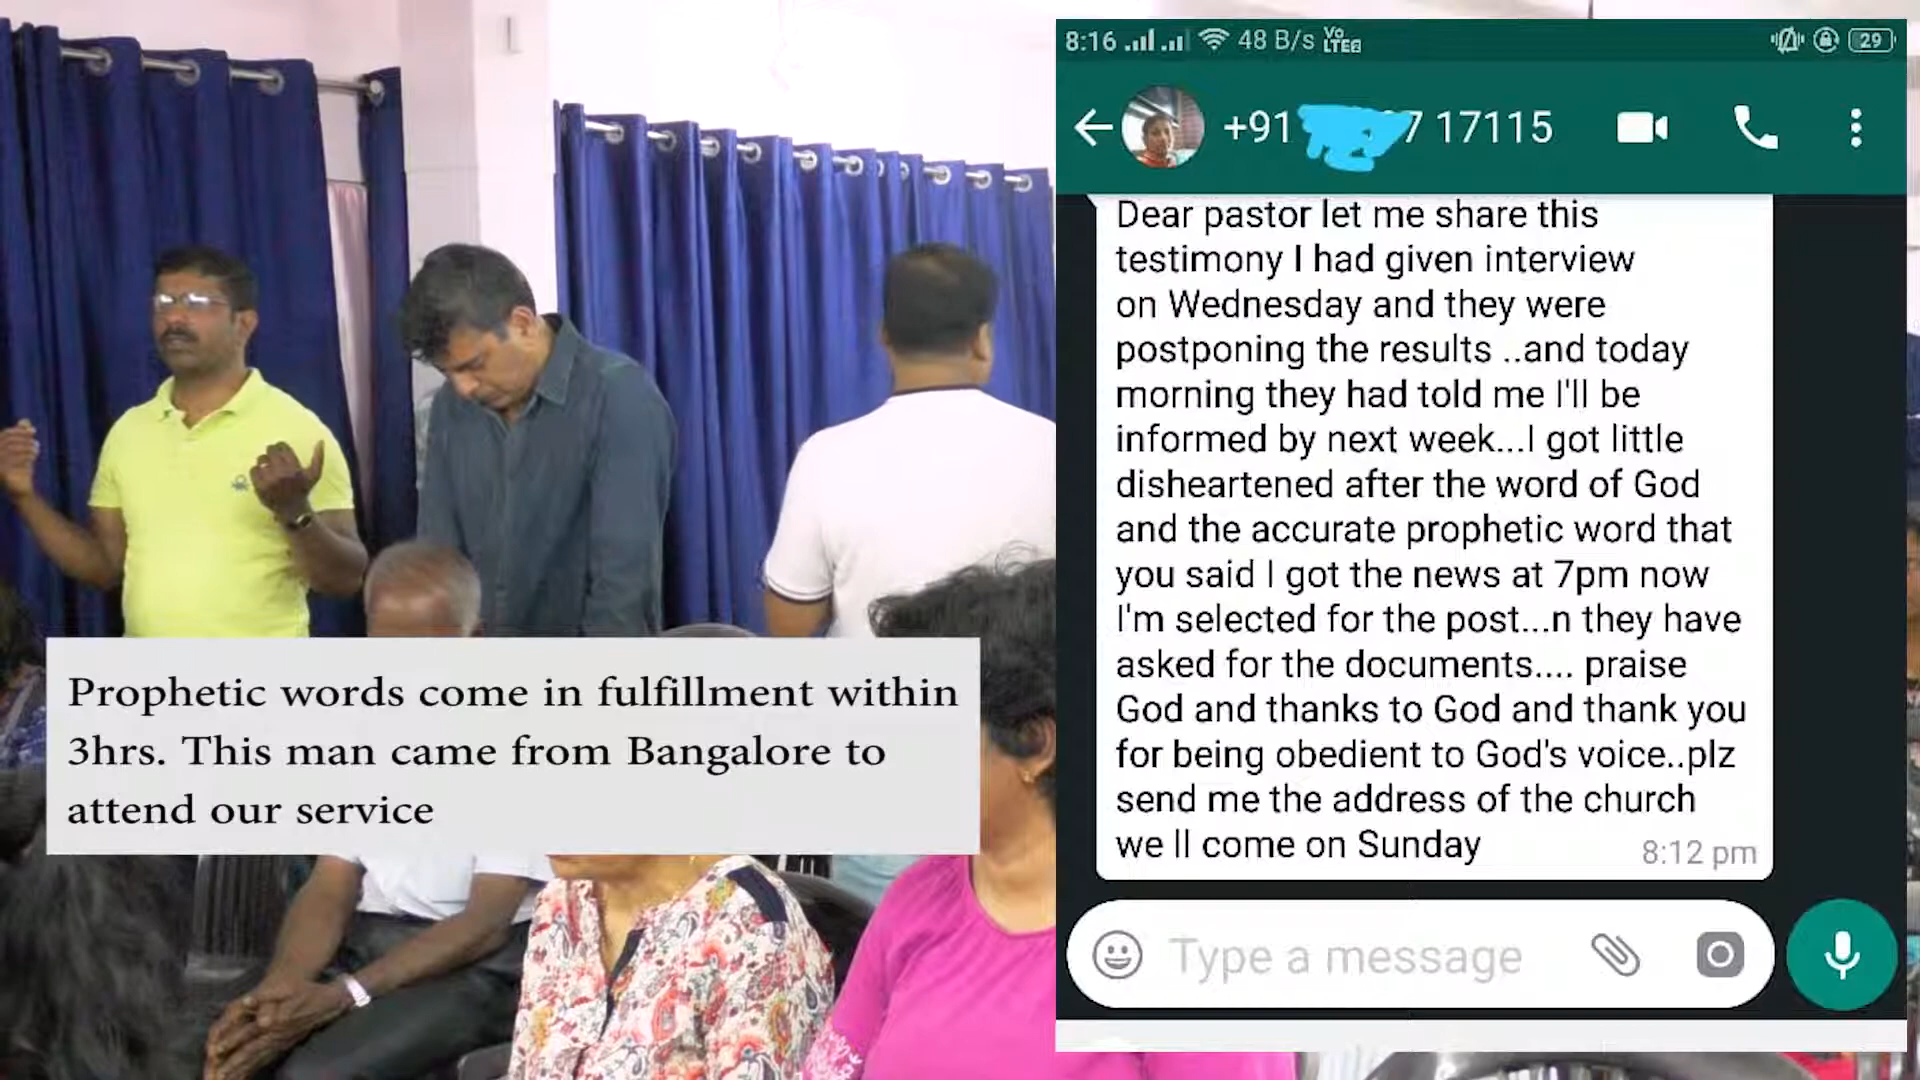 Prophetic words come in fulfillment within
3hrs. This man came from Bangalore to
attend our service
8:16
48 B/s
Vo
LTE2
29
+91 7 17115
Dear pastor let me share this
testimony I had given interview
on Wednesday and they were
postponing the results ..and today
morning they had told me I'll be
informed by next week...I got little
disheartened after the word of God
and the accurate prophetic word that
you said I got the news at 7pm now
I'm selected for the post...n they have
asked for the documents.... praise
God and thanks to God and thank you
for being obedient to God's voice..plz
send me the address of the church
we ll come on Sunday
8:12 pm
Type a message